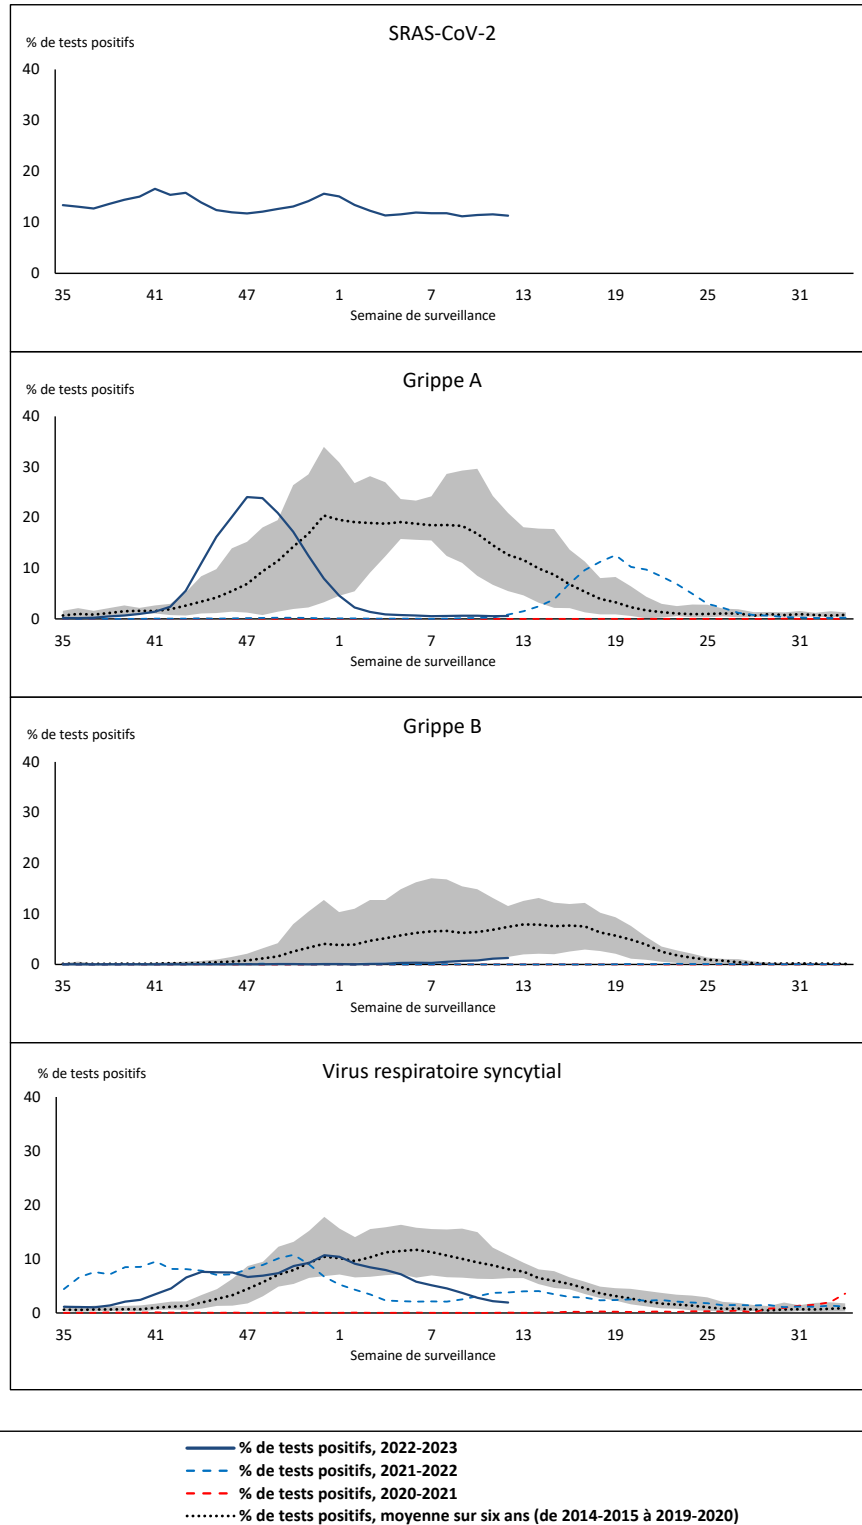 SRAS-CoV-2
% de tests positifs
40
30
20
10
0
35 41 47 1 7 13 19 25 31
Semaine de surveillance
Grippe A
% de tests positifs
40
30
20
10
0
35 41 47 1 7 13 19 25 31
Semaine de surveillance
Grippe B
% de tests positifs
40
30
20
10
0
35 41 47 1 7 13 19 25 31
Semaine de surveillance
Virus respiratoire syncytial
% de tests positifs
40
30
20
10
0
35 41 47 1 7 13 19 25 31
Semaine de surveillance
% de tests positifs, 2022-2023
% de tests positifs, 2021-2022
% de tests positifs, 2020-2021
% de tests positifs, moyenne sur six ans (de 2014-2015 à 2019-2020)